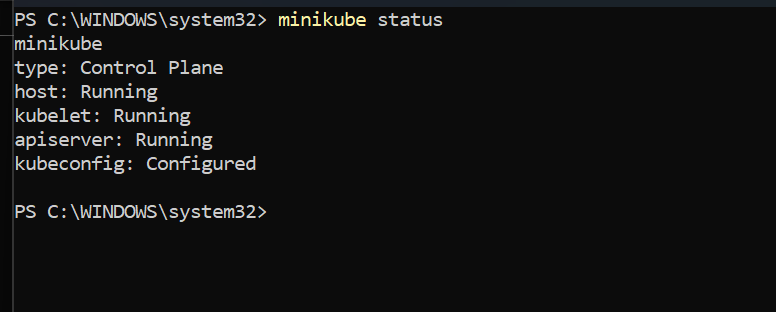 PS C:\WINDOWS\system32> minikube status
minikube
type: Control Plane
host: Running
kubelet: Running
apiserver: Running
kubeconfig: Configured
PS C:\WINDOWS\system32>